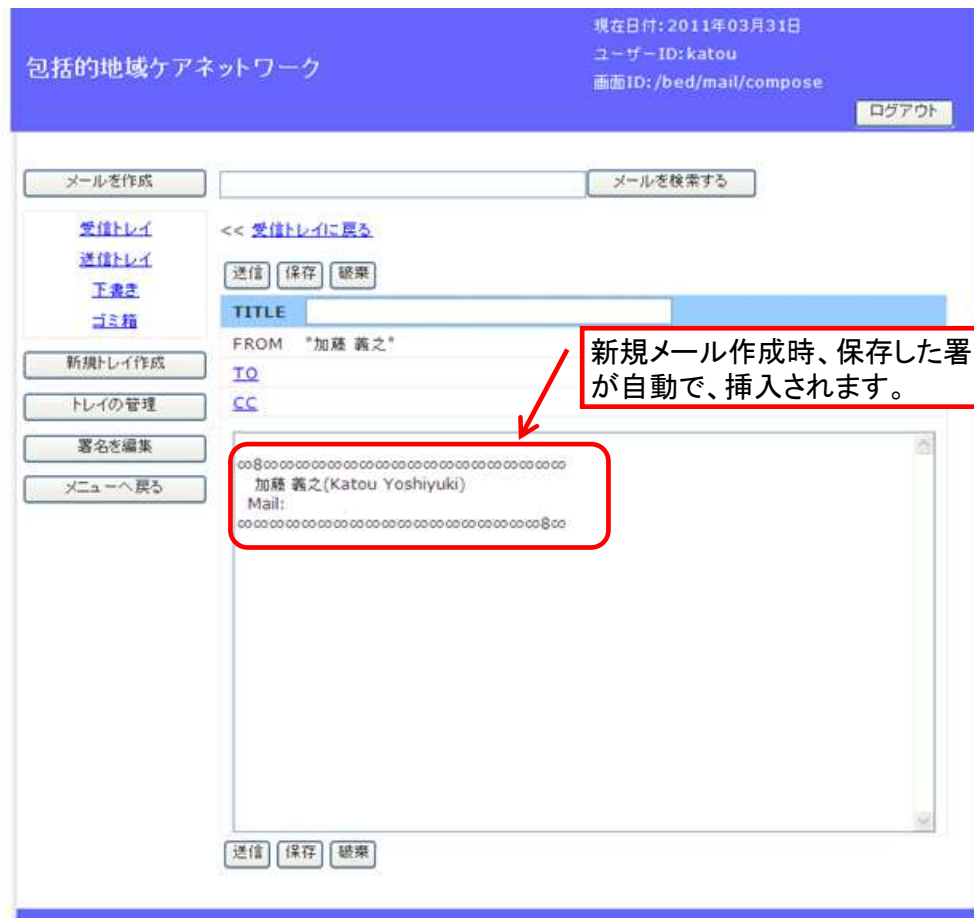 現在日付:2011年03月31日
包括的地域ケアネットワーク
ユーザーID:katou
画面ID:/bed/mail/compose
ログアウト
メールを作成
メールを検索する
受信トレイ
送信トレイ
下書き
ゴミ箱
新規トレイ作成
トレイの管理
署名を編集
メニューへ戻る
<< 受信トレイに戻る
送信 保存 破棄
TITLE
FROM "加藤 義之"
TO
CC
新規メール作成時、保存した署
が自動で、挿入されます。
∞8∞∞∞∞∞∞∞∞∞∞∞∞∞∞∞∞∞∞∞
加藤 義之(Katou Yoshiyuki)
Mail:
∞∞∞∞∞∞∞∞∞∞∞∞∞∞∞∞∞∞∞8∞
送信 保存 破棄